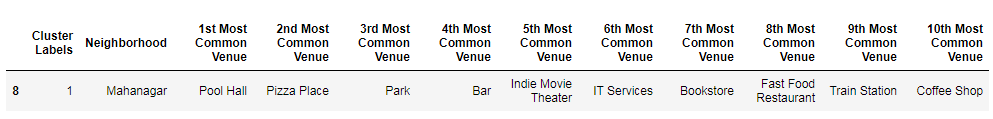 Cluster Labels Neighborhood 1st Most Common Venue 2nd Most Common Venue 3rd Most Common Venue 4th Most Common Venue 5th Most Common Venue 6th Most Common Venue 7th Most Common Venue 8th Most Common Venue 9th Most Common Venue 10th Most Common Venue
8 1 Mahanagar Pool Hall Pizza Place Park Bar Indie Movie Theater IT Services Bookstore Fast Food Restaurant Train Station Coffee Shop